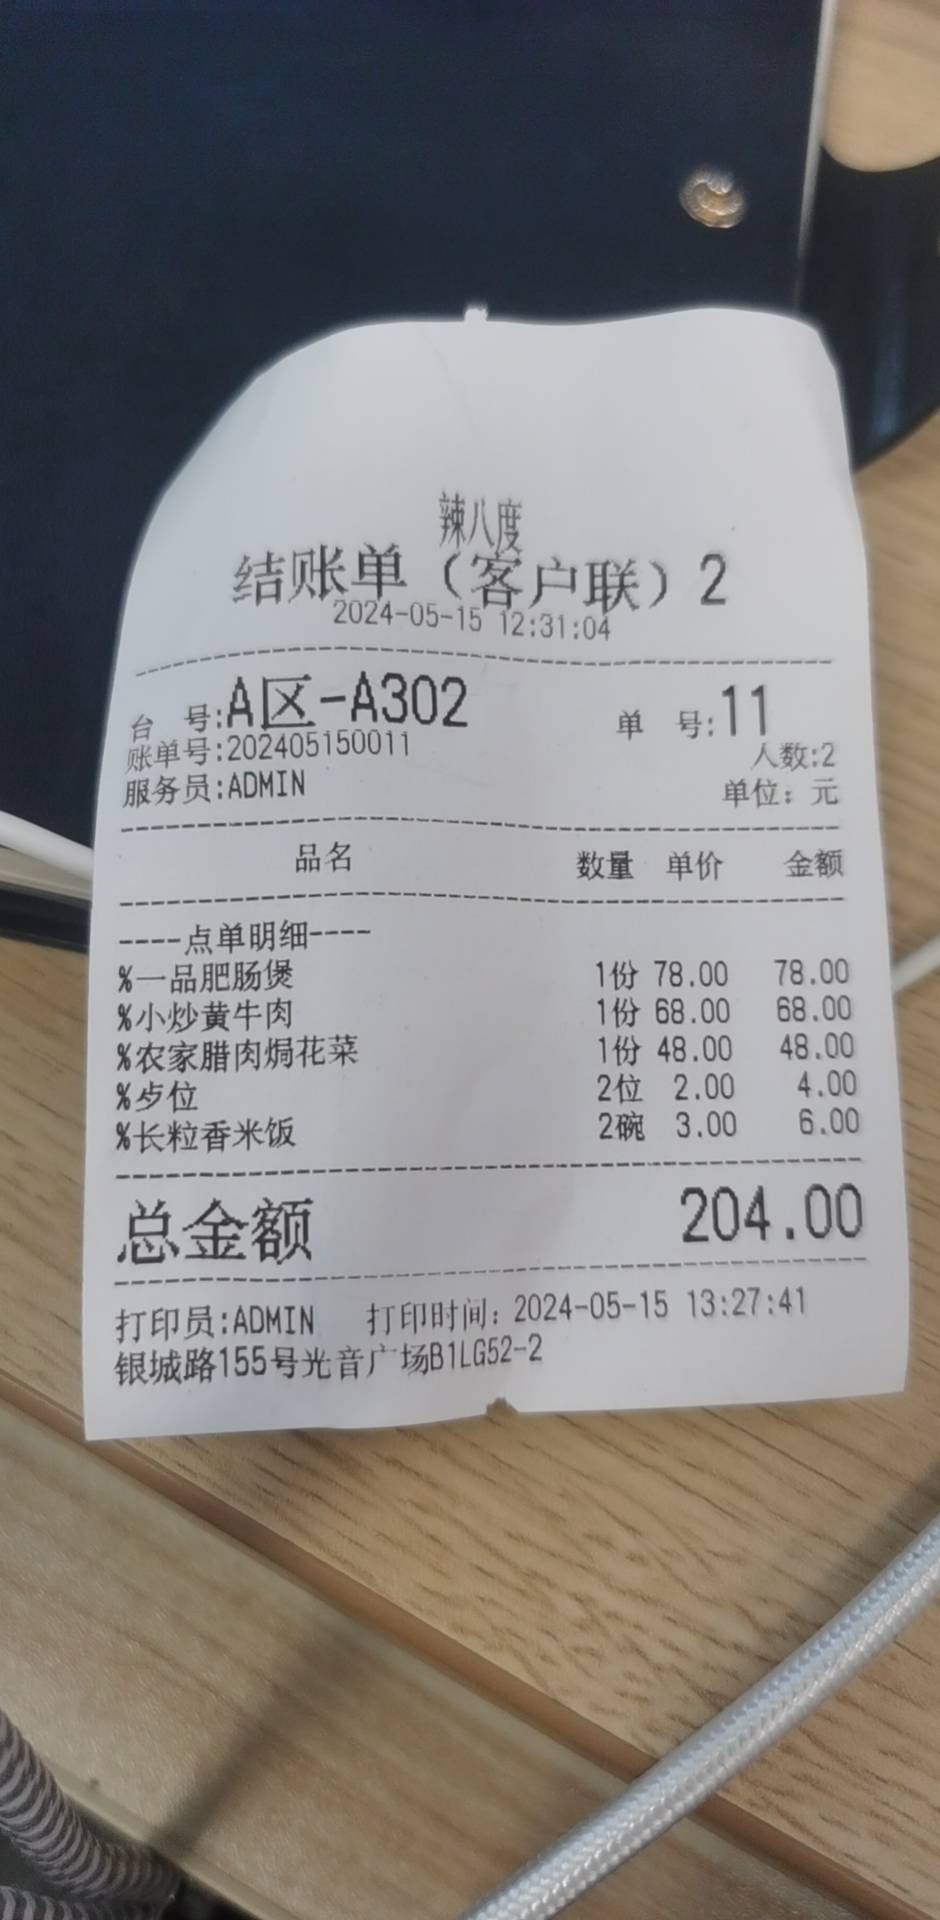 辣八度
结账单（客户联）2
2024-05-15 12:31:04
台 号:A区-A302 单 号:11
账单号:202405150011 人数:2
服务员:ADMIN 单位：元
品名 数量 单价 金额
----点单明细----
%一品肥肠煲 1份 78.00 78.00
%小炒黄牛肉 1份 68.00 68.00
%农家腊肉焗花菜 1份 48.00 48.00
%歺位 2位 2.00 4.00
%长粒香米饭 2碗 3.00 6.00
总金额 204.00
打印员:ADMIN 打印时间：2024-05-15 13:27:41
银城路155号光音广场B1LG52-2